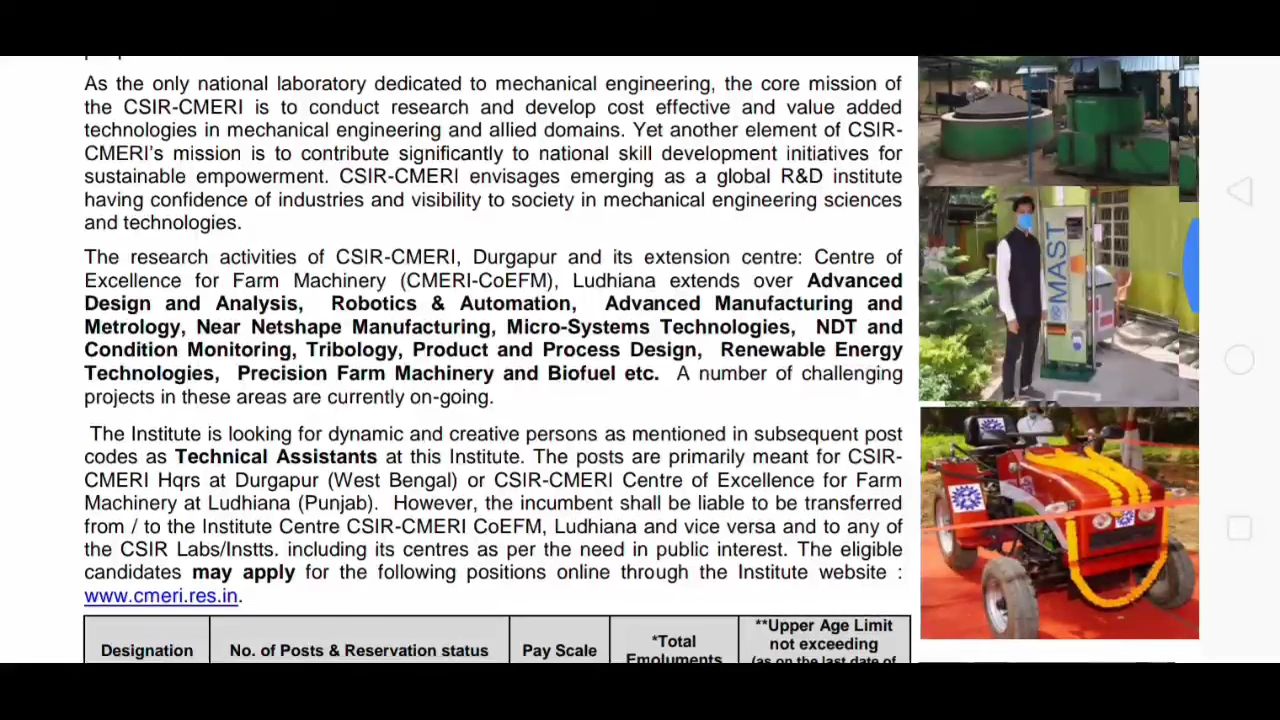 As the only national laboratory dedicated to mechanical engineering, the core mission of
the CSIR-CMERI is to conduct research and develop cost effective and value added
technologies in mechanical engineering and allied domains. Yet another element of CSIR-
CMERI's mission is to contribute significantly to national skill development initiatives for
sustainable empowerment. CSIR-CMERI envisages emerging as a global R&D institute
having confidence of industries and visibility to society in mechanical engineering sciences
and technologies.
The research activities of CSIR-CMERI, Durgapur and its extension centre: Centre of
Excellence for Farm Machinery (CMERI-CoEFM), Ludhiana extends over Advanced
Design and Analysis, Robotics & Automation, Advanced Manufacturing and
Metrology, Near Netshape Manufacturing, Micro-Systems Technologies, NDT and
Condition Monitoring, Tribology, Product and Process Design, Renewable Energy
Technologies, Precision Farm Machinery and Biofuel etc. A number of challenging
projects in these areas are currently on-going.
The Institute is looking for dynamic and creative persons as mentioned in subsequent post
codes as Technical Assistants at this Institute. The posts are primarily meant for CSIR-
CMERI Hqrs at Durgapur (West Bengal) or CSIR-CMERI Centre of Excellence for Farm
Machinery at Ludhiana (Punjab). However, the incumbent shall be liable to be transferred
from / to the Institute Centre CSIR-CMERI CoEFM, Ludhiana and vice versa and to any of
the CSIR Labs/Instts. including its centres as per the need in public interest. The eligible
candidates may apply for the following positions online through the Institute website :
www.cmeri.res.in.
Designation
No. of Posts & Reservation status
Pay Scale
*Total
Emoluments
**Upper Age Limit
not exceeding
(as on the last date of
MAST